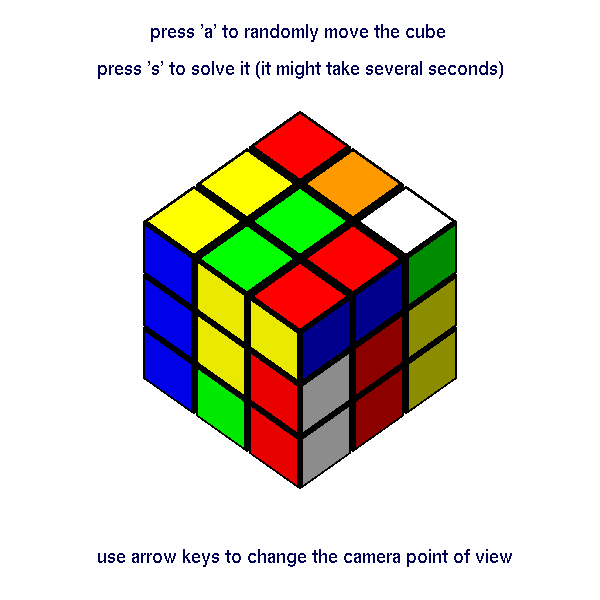 press 'a' to randomly move the cube
press 's' to solve it (it might take several seconds)
use arrow keys to change the camera point of view